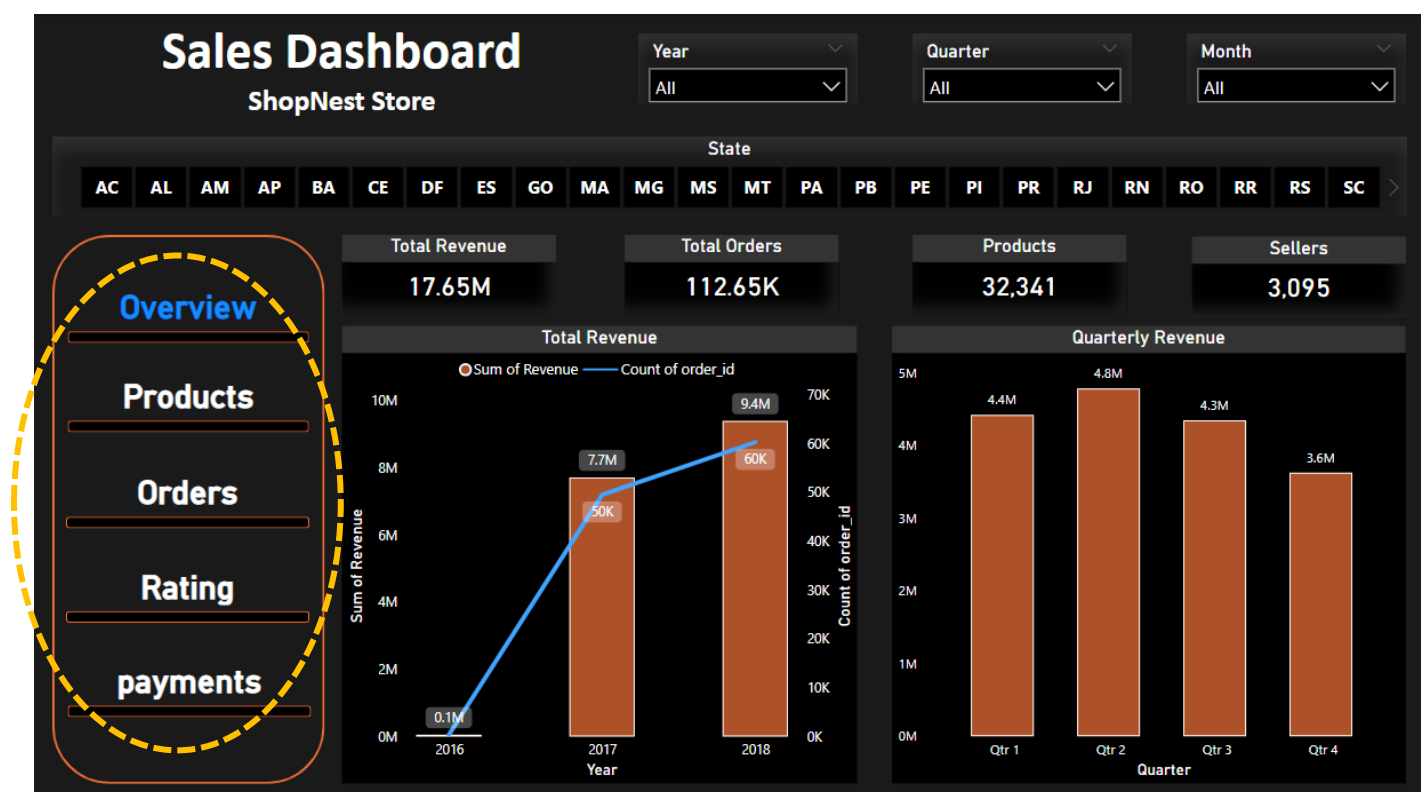 Sales Dashboard
ShopNest Store
Year
All
Quarter
All
Month
All
State
AC AL AM AP BA CE DF ES GO MA MG MS MT PA PB PE PI PR RJ RN RO RR RS SC
Overview
Products
Orders
Rating
payments
Total Revenue
17.65M
Total Orders
112.65K
Products
32,341
Sellers
3,095
Total Revenue
Sum of Revenue Count of order_id
Sum of Revenue
10M
8M
6M
4M
2M
0M
0.1M
7.7M
50K
9.4M
60K
70K
60K
50K
40K
30K
20K
10K
0K
Count of order_id
2016 2017 2018
Year
Quarterly Revenue
5M
4M
3M
2M
1M
0M
4.4M
4.8M
4.3M
3.6M
Qtr 1 Qtr 2 Qtr 3 Qtr 4
Quarter